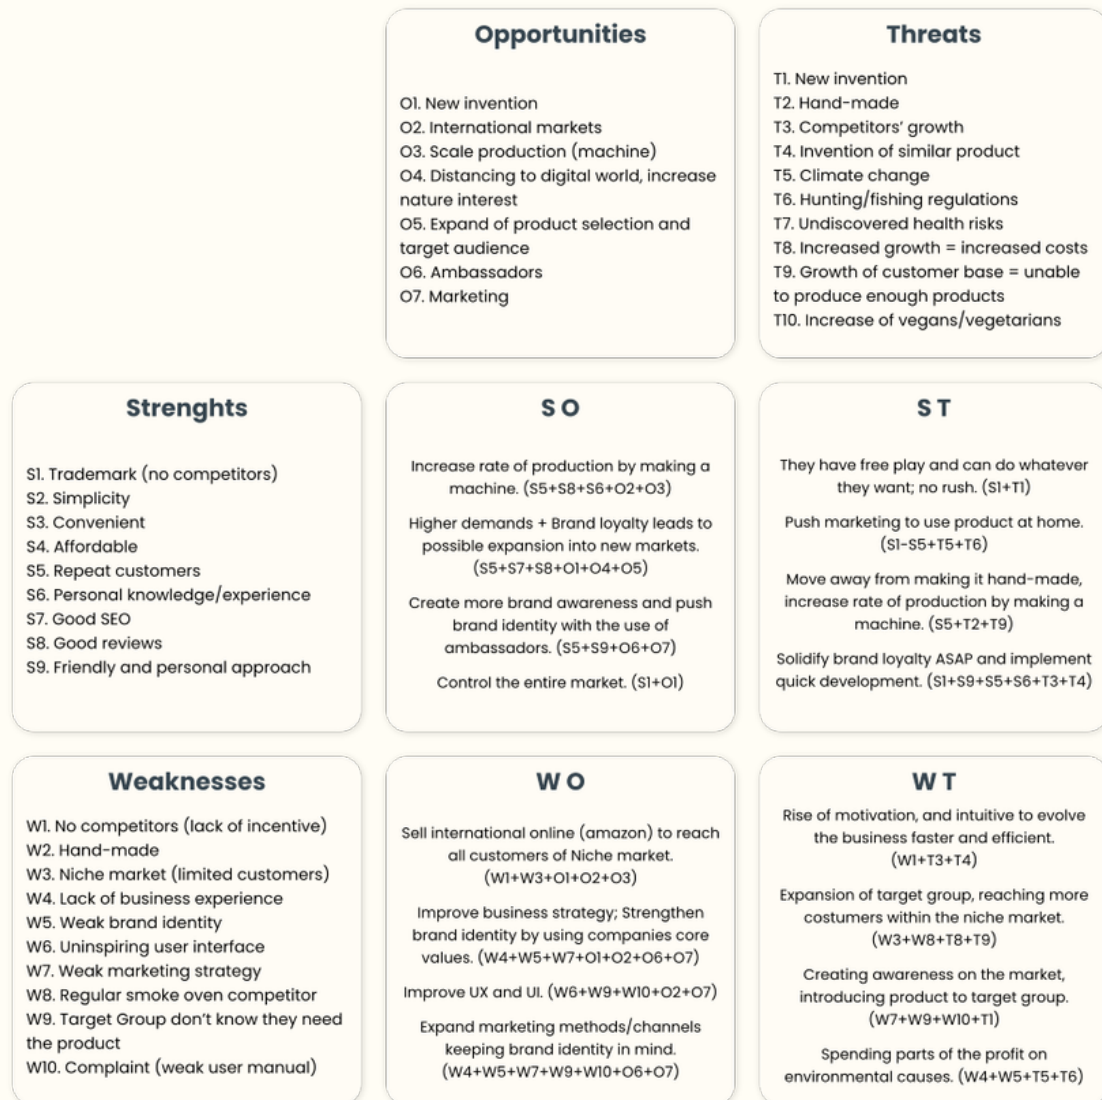 Opportunities
O1. New invention
O2. International markets
O3. Scale production (machine)
O4. Distancing to digital world, increase
nature interest
O5. Expand of product selection and
target audience
O6. Ambassadors
O7. Marketing
Threats
T1. New invention
T2. Hand-made
T3. Competitors' growth
T4. Invention of similar product
T5. Climate change
T6. Hunting/fishing regulations
T7. Undiscovered health risks
T8. Increased growth = increased costs
T9. Growth of customer base = unable
to produce enough products
T10. Increase of vegans/vegetarians
Strenghts
S1. Trademark (no competitors)
S2. Simplicity
S3. Convenient
S4. Affordable
S5. Repeat customers
S6. Personal knowledge/experience
S7. Good SEO
S8. Good reviews
S9. Friendly and personal approach
S O
Increase rate of production by making a
machine. (S5+S8+S6+O2+O3)
Higher demands + Brand loyalty leads to
possible expansion into new markets.
(S5+S7+S8+O1+O4+O5)
Create more brand awareness and push
brand identity with the use of
ambassadors. (S5+S9+O6+O7)
Control the entire market. (S1+O1)
S T
They have free play and can do whatever
they want; no rush. (S1+T1)
Push marketing to use product at home.
(S1-S5+T5+T6)
Move away from making it hand-made,
increase rate of production by making a
machine. (S5+T2+T9)
Solidify brand loyalty ASAP and implement
quick development. (S1+S9+S5+S6+T3+T4)
Weaknesses
W1. No competitors (lack of incentive)
W2. Hand-made
W3. Niche market (limited customers)
W4. Lack of business experience
W5. Weak brand identity
W6. Uninspiring user interface
W7. Weak marketing strategy
W8. Regular smoke oven competitor
W9. Target Group don't know they need
the product
W10. Complaint (weak user manual)
W O
Sell international online (amazon) to reach
all customers of Niche market.
(W1+W3+O1+O2+O3)
Improve business strategy; Strengthen
brand identity by using companies core
values. (W4+W5+W7+O1+O2+O6+O7)
Improve UX and UI. (W6+W9+W10+O2+O7)
Expand marketing methods/channels
keeping brand identity in mind.
(W4+W5+W7+W9+W10+O6+O7)
W T
Rise of motivation, and intuitive to evolve
the business faster and efficient.
(W1+T3+T4)
Expansion of target group, reaching more
costumers within the niche market.
(W3+W8+T8+T9)
Creating awareness on the market,
introducing product to target group.
(W7+W9+W10+T1)
Spending parts of the profit on
environmental causes. (W4+W5+T5+T6)